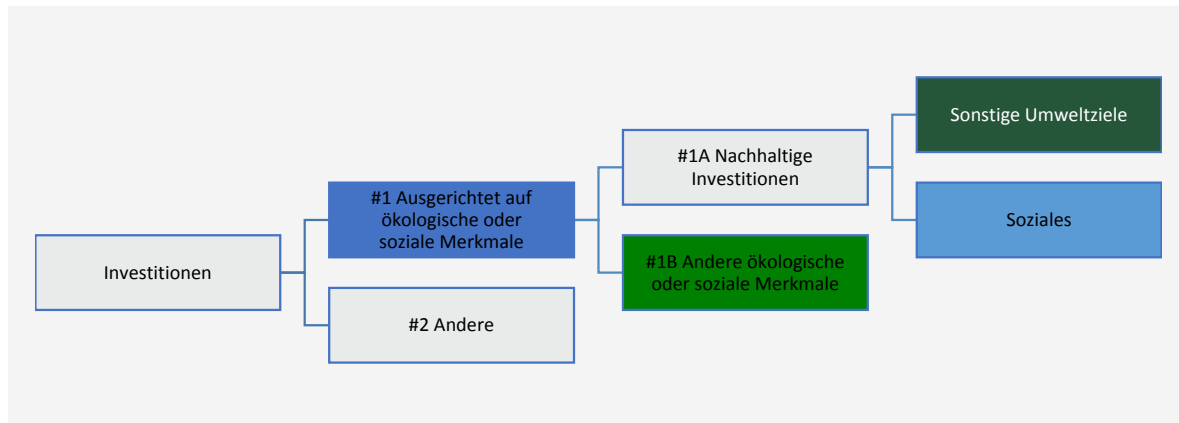 Sonstige Umweltziele
#1A Nachhaltige
Investitionen
#1 Ausgerichtet auf
ökologische oder
soziale Merkmale
Soziales
Investitionen
#1B Andere ökologische
oder soziale Merkmale
#2 Andere